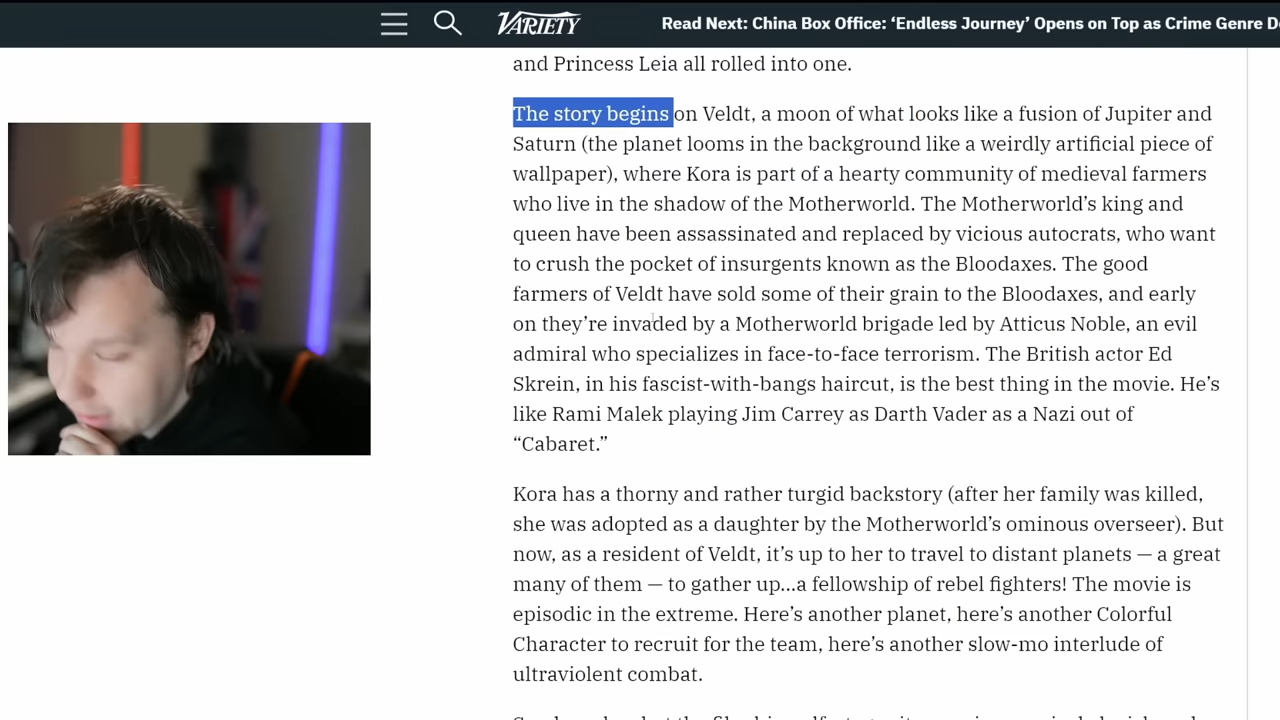 VARIETY
Read Next: China Box Office: ‘Endless Journey’ Opens on Top as Crime Genre
and Princess Leia all rolled into one.
The story begins on Veldt, a moon of what looks like a fusion of Jupiter and
Saturn (the planet looms in the background like a weirdly artificial piece of
wallpaper), where Kora is part of a hearty community of medieval farmers
who live in the shadow of the Motherworld. The Motherworld’s king and
queen have been assassinated and replaced by vicious autocrats, who want
to crush the pocket of insurgents known as the Bloodaxes. The good
farmers of Veldt have sold some of their grain to the Bloodaxes, and early
on they’re invaded by a Motherworld brigade led by Atticus Noble, an evil
admiral who specializes in face-to-face terrorism. The British actor Ed
Skrein, in his fascist-with-bangs haircut, is the best thing in the movie. He’s
like Rami Malek playing Jim Carrey as Darth Vader as a Nazi out of
“Cabaret.”
Kora has a thorny and rather turgid backstory (after her family was killed,
she was adopted as a daughter by the Motherworld’s ominous overseer). But
now, as a resident of Veldt, it’s up to her to travel to distant planets — a great
many of them — to gather up…a fellowship of rebel fighters! The movie is
episodic in the extreme. Here’s another planet, here’s another Colorful
Character to recruit for the team, here’s another slow-mo interlude of
ultraviolent combat.